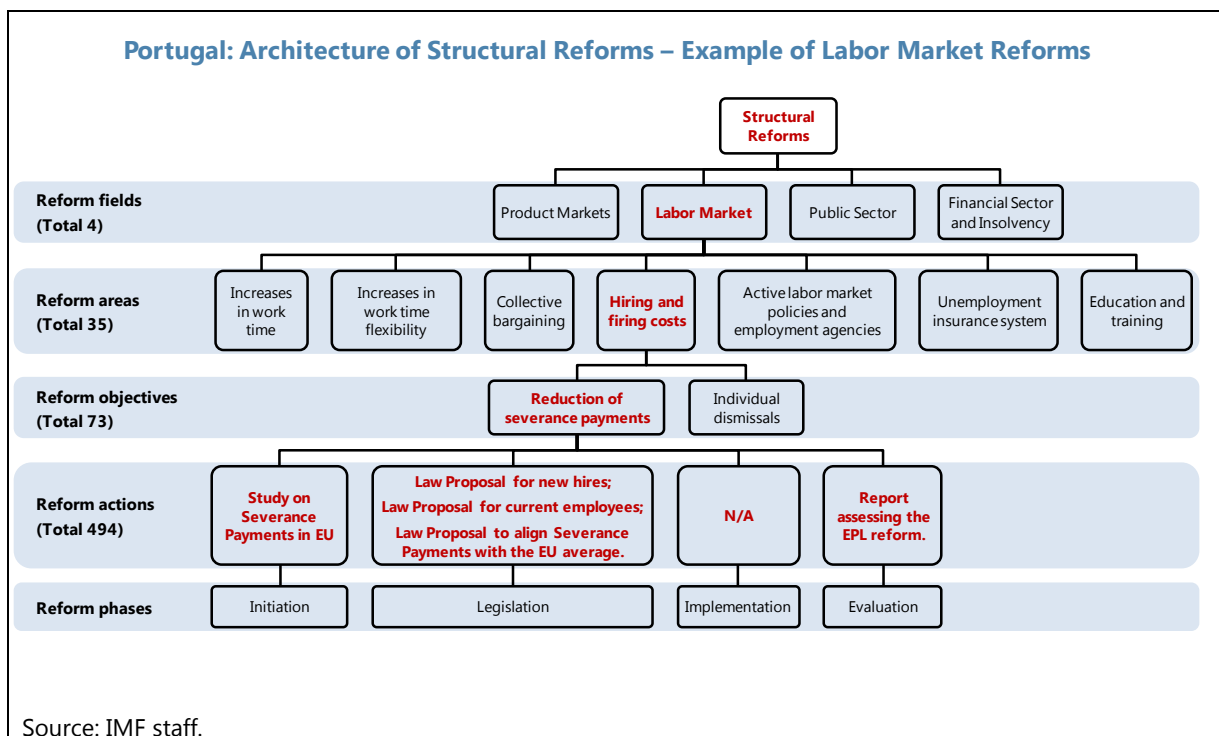 Portugal: Architecture of Structural Reforms – Example of Labor Market Reforms
Structural
Reforms
Reform fields
(Total 4)
Product Markets
Labor Market
Public Sector
Financial Sector
and Insolvency
Reform areas
(Total 35)
Increases
in work
time
Increases in
work time
flexibility
Collective
bargaining
Hiring and
firing costs
Active labor market
policies and
employment agencies
Unemployment
insurance system
Education and
training
Reform objectives
(Total 73)
Reduction of
severance payments
Individual
dismissals
Reform actions
(Total 494)
Study on
Severance
Payments in EU
Law Proposal for new hires;
Law Proposal for current employees;
Law Proposal to align Severance
Payments with the EU average.
N/A
Report
assessing the
EPL reform.
Reform phases
Initiation
Legislation
Implementation
Evaluation
Source: IMF staff.